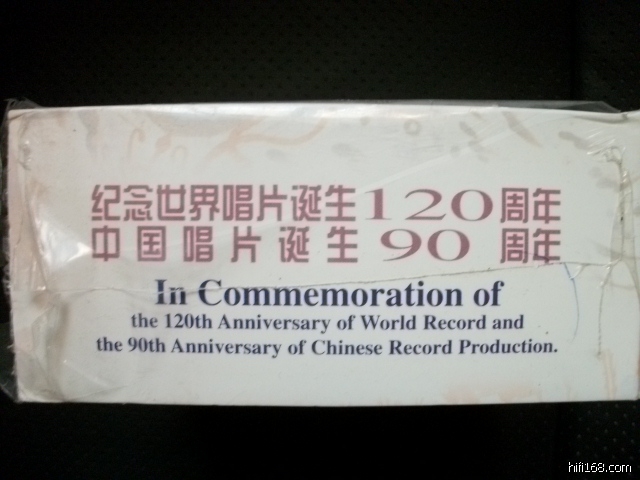 纪念世界唱片诞生120周年
中国唱片诞生90周年
In Commemoration of
the 120th Anniversary of World Record and
the 90th Anniversary of Chinese Record Production.
hifi168.com